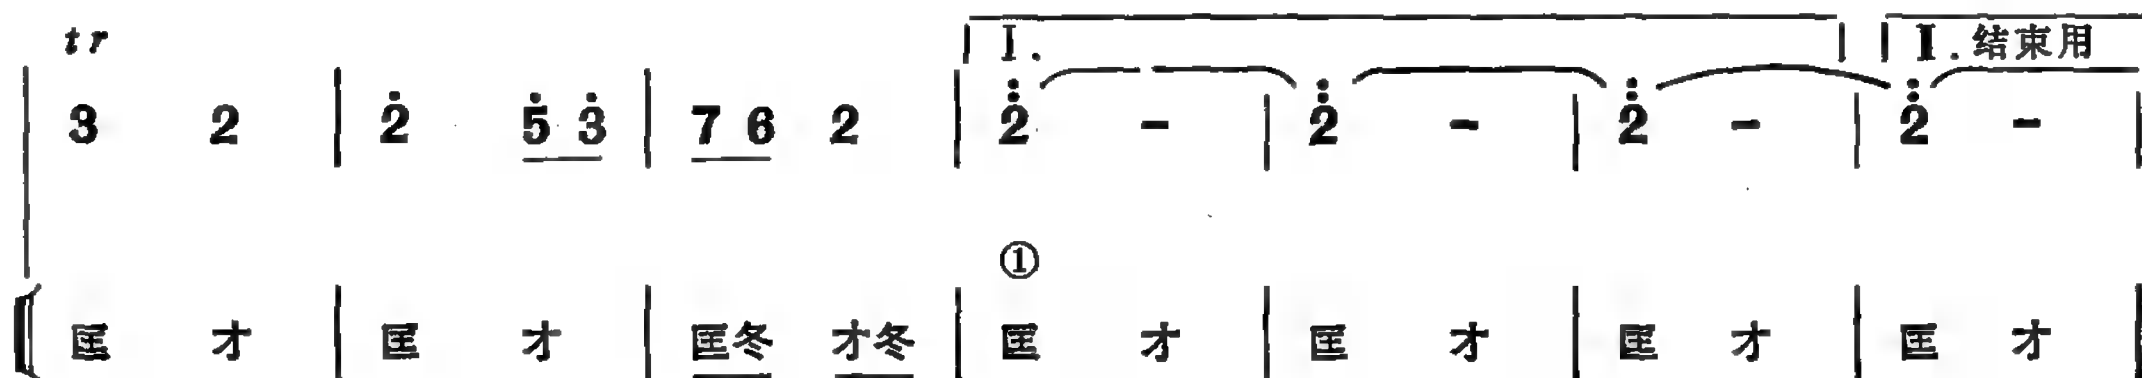 tr Ⅰ. Ⅱ. 结束用
3 2 | 2̇ 5̇ 3̇ | 7 6 2 | 2̈ - | 2̈ - | 2̈ - | 2̈ - |
①
匡 才 | 匡 才 | 匡冬 才冬 | 匡 才 | 匡 才 | 匡 才 | 匡 才 |